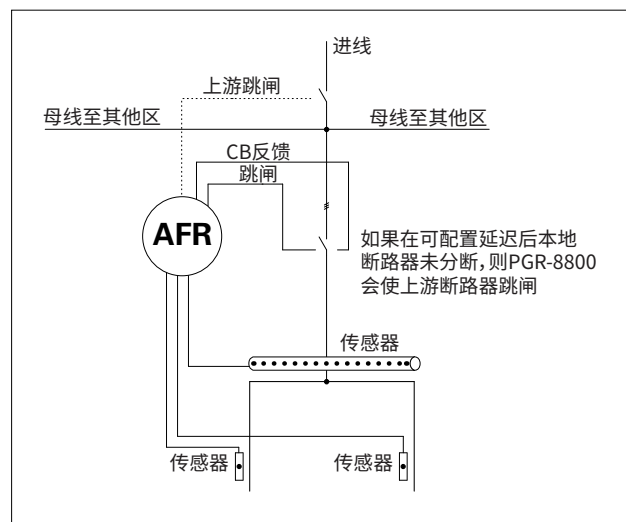 进线
上游跳闸
母线至其他区
母线至其他区
CB反馈
跳闸
AFR
如果在可配置延迟后本地
断路器未分断，则PGR-8800
会使上游断路器跳闸
传感器
传感器
传感器